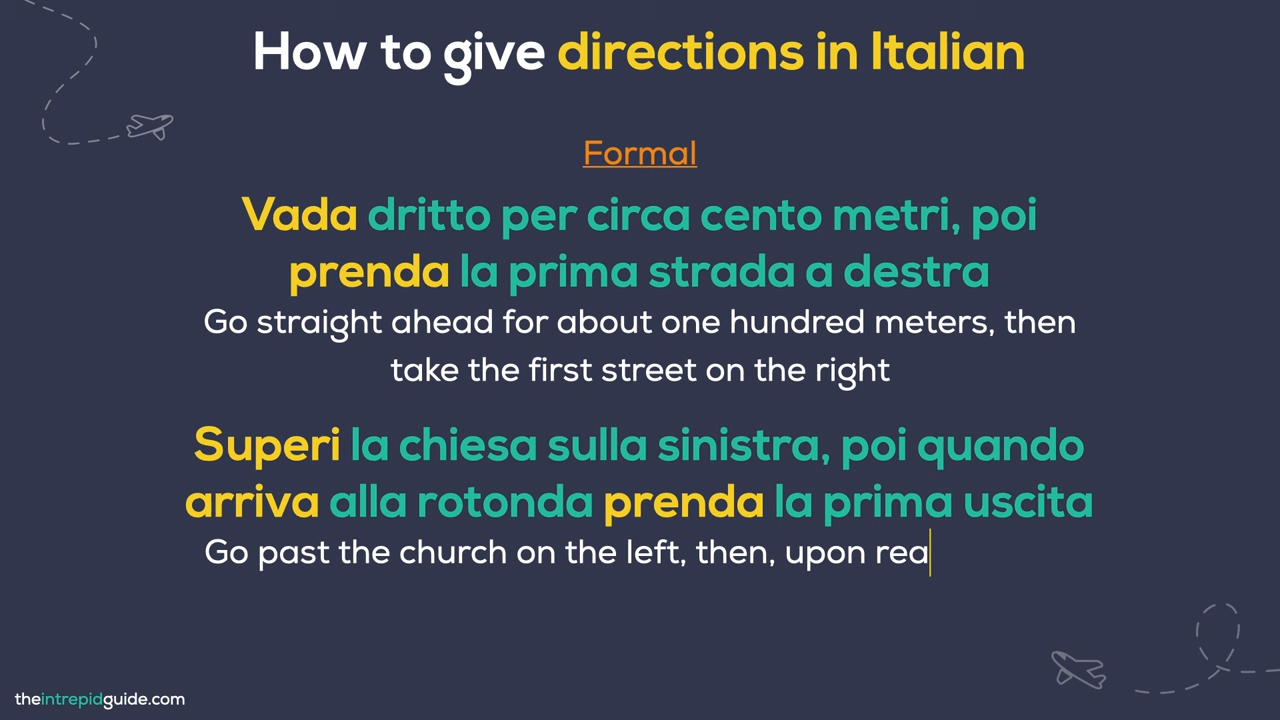 How to give directions in Italian
Formal
Vada dritto per circa cento metri, poi
prenda la prima strada a destra
Go straight ahead for about one hundred meters, then
take the first street on the right
Superi la chiesa sulla sinistra, poi quando
arriva alla rotonda prenda la prima uscita
Go past the church on the left, then, upon rea
theintrepidguide.com